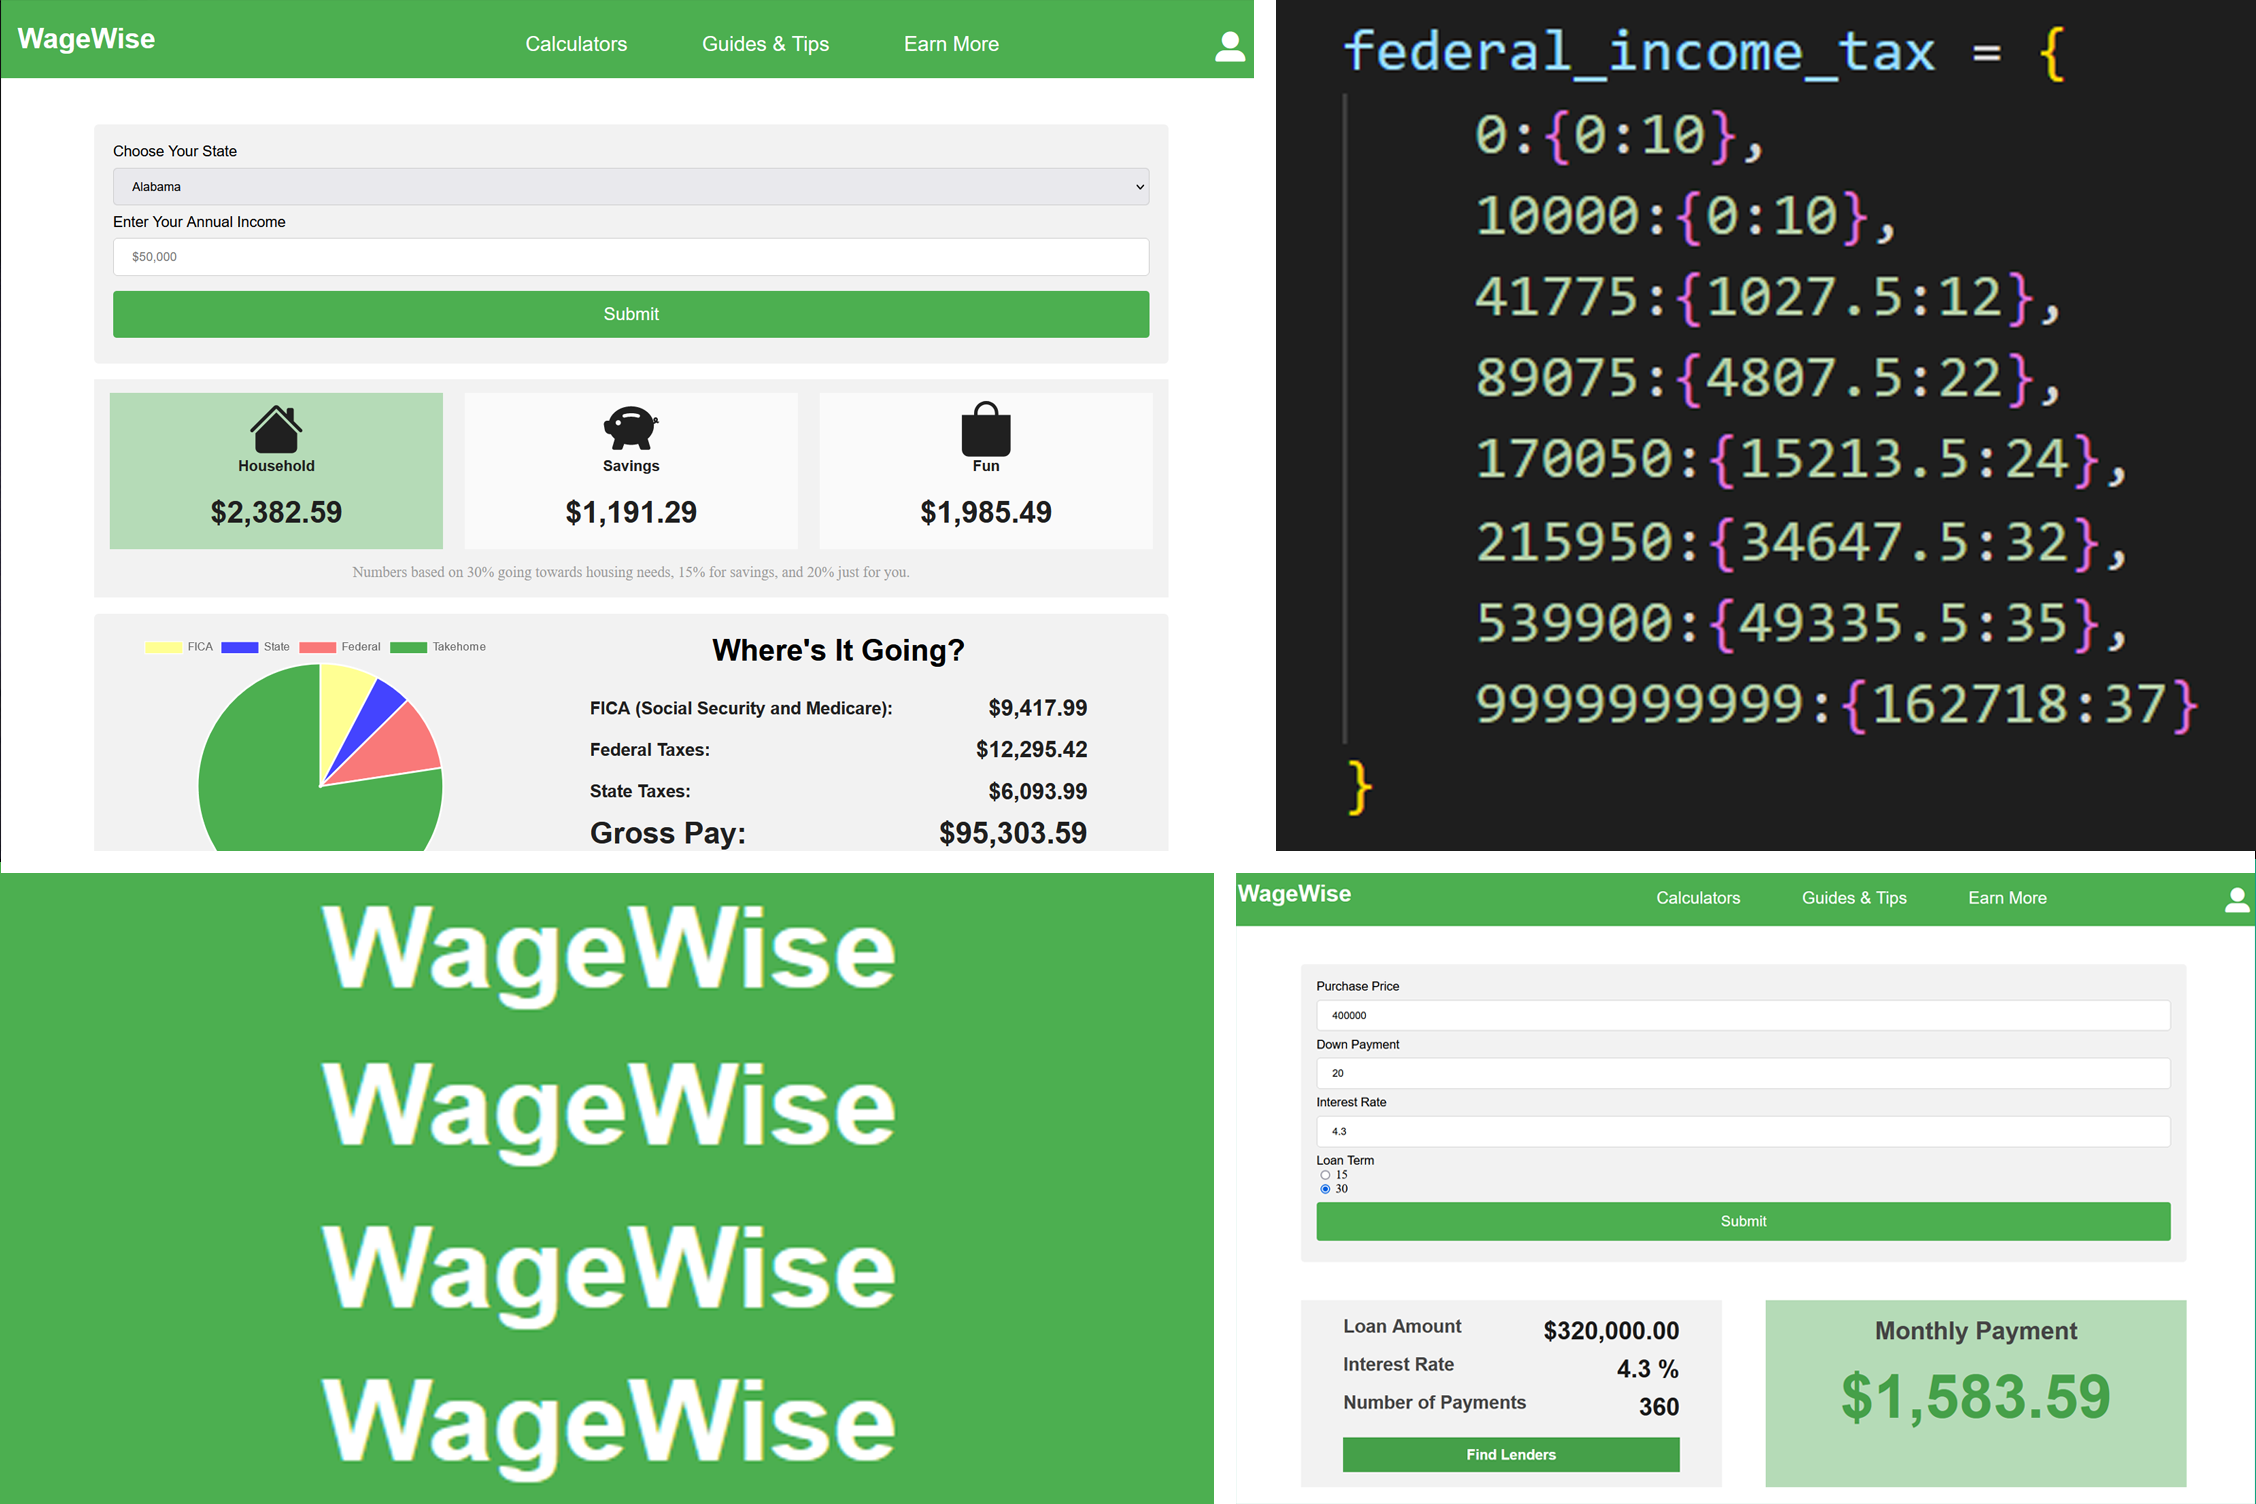 WageWise
Calculators
Guides & Tips
Earn More
Choose Your State
Alabama
Enter Your Annual Income
$50,000
Submit
Household
$2,382.59
Savings
$1,191.29
Fun
$1,985.49
Numbers based on 30% going towards housing needs, 15% for savings, and 20% just for you.
FICA
State
Federal
Takehome
Where's It Going?
FICA (Social Security and Medicare): $9,417.99
Federal Taxes: $12,295.42
State Taxes: $6,093.99
Gross Pay: $95,303.59
federal_income_tax = {
0:{0:10},
10000:{0:10},
41775:{1027.5:12},
89075:{4807.5:22},
170050:{15213.5:24},
215950:{34647.5:32},
539900:{49335.5:35},
9999999999:{162718:37}
}
WageWise
WageWise
WageWise
WageWise
WageWise
Calculators
Guides & Tips
Earn More
Purchase Price
400000
Down Payment
20
Interest Rate
4.3
Loan Term
15
30
Submit
Loan Amount $320,000.00
Interest Rate 4.3 %
Number of Payments 360
Find Lenders
Monthly Payment
$1,583.59